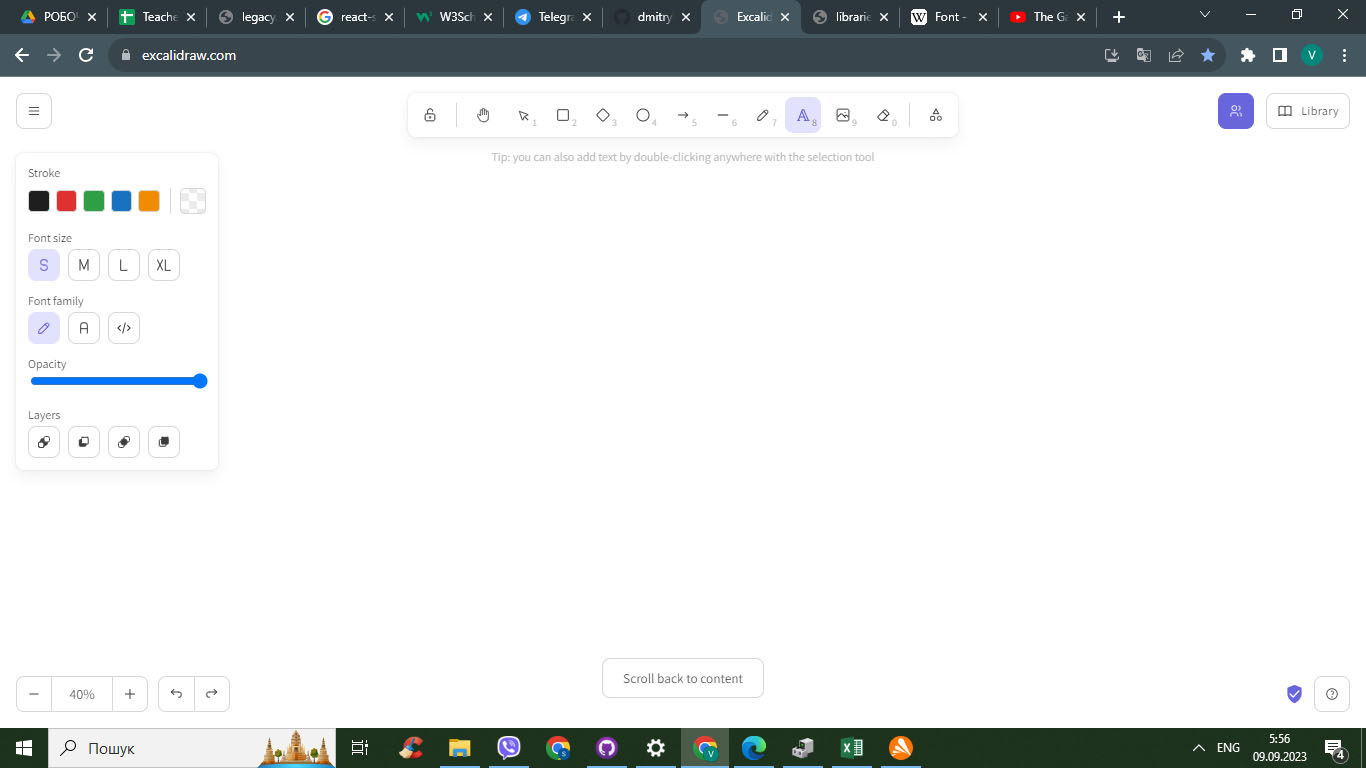 РОБО
Teache
legacy.
react-s
W3Sch
Telegra
dmitry
Excalid
librarie
Font -
The Ga
excalidraw.com
V
1
2
3
4
5
6
7
A 8
9
0
Library
Tip: you can also add text by double-clicking anywhere with the selection tool
Stroke
Font size
S M L XL
Font family
A </>
Opacity
Layers
Scroll back to content
40%
Пошук
ENG
5:56
09.09.2023
4